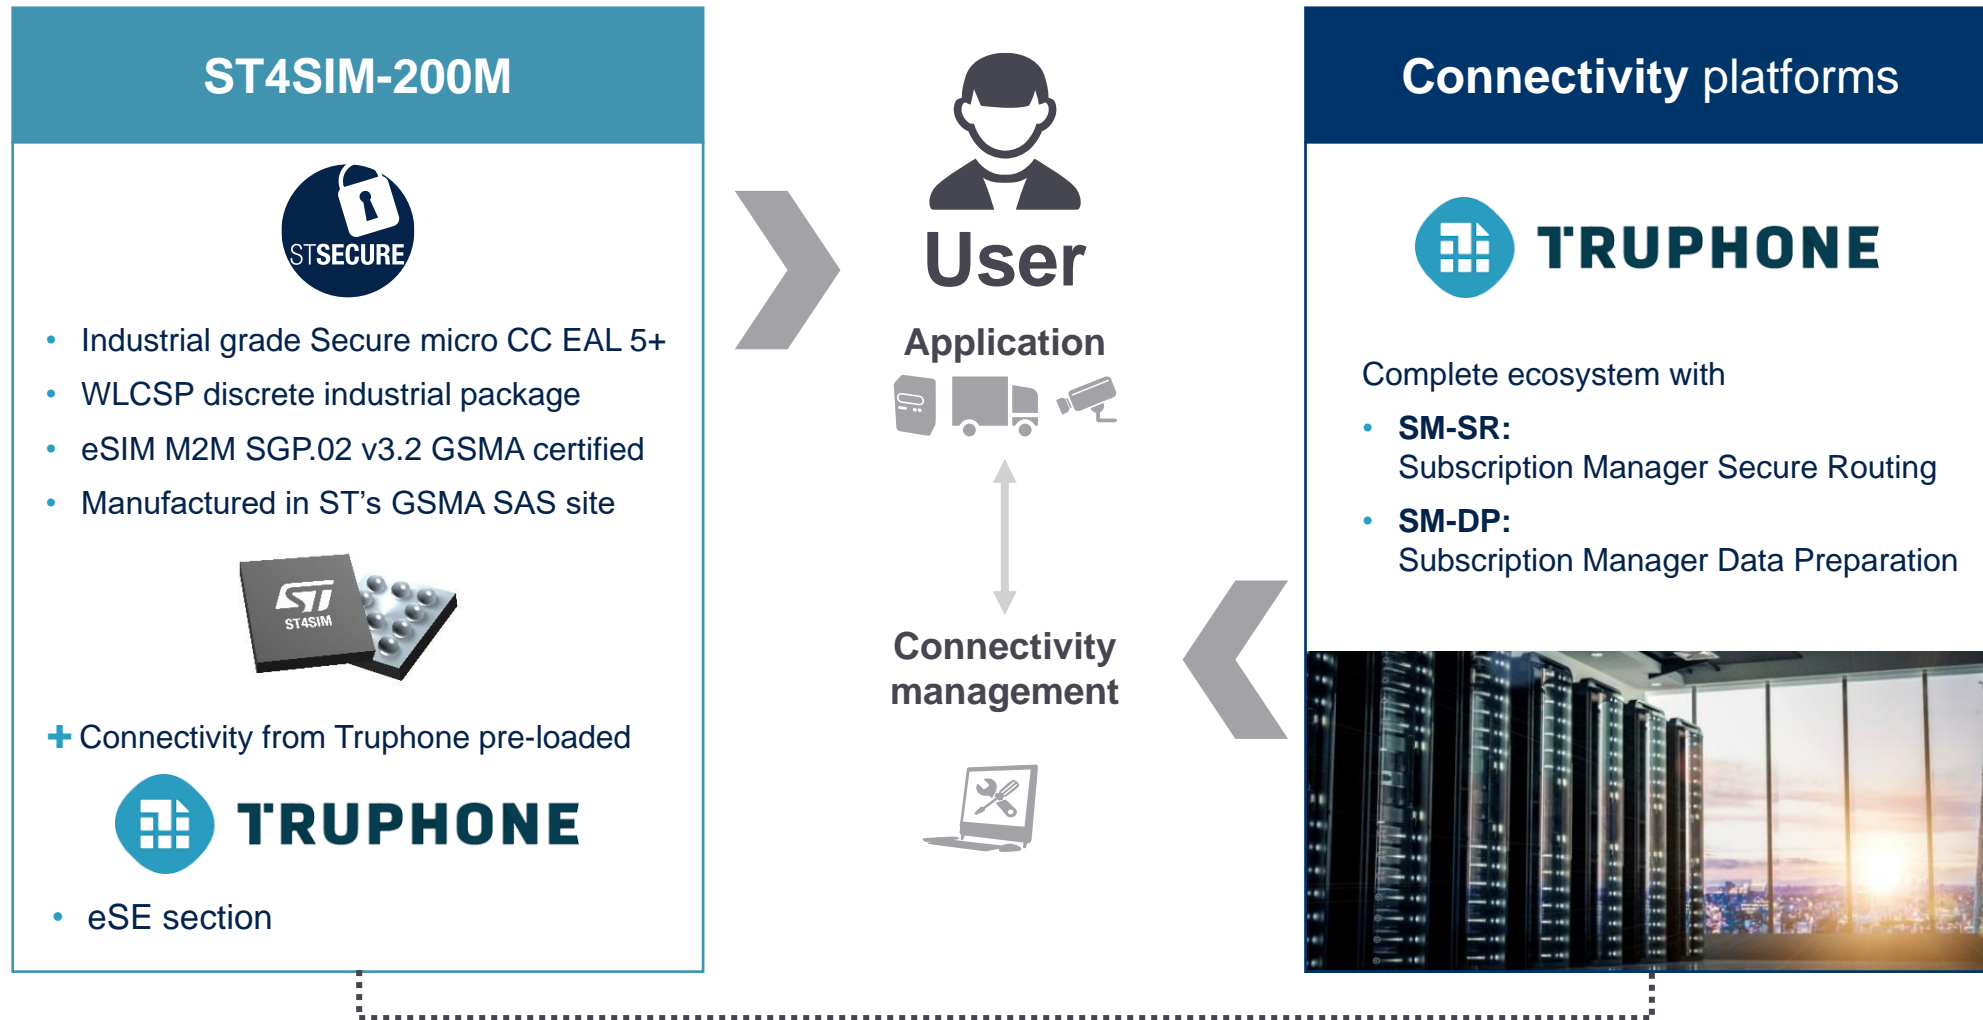 ST4SIM-200M
STSECURE
• Industrial grade Secure micro CC EAL 5+
• WLCSP discrete industrial package
• eSIM M2M SGP.02 v3.2 GSMA certified
• Manufactured in ST’s GSMA SAS site
ST
ST4SIM
+ Connectivity from Truphone pre-loaded
TRUPHONE
• eSE section
User
Application
Connectivity
management
Connectivity platforms
TRUPHONE
Complete ecosystem with
• SM-SR:
Subscription Manager Secure Routing
• SM-DP:
Subscription Manager Data Preparation